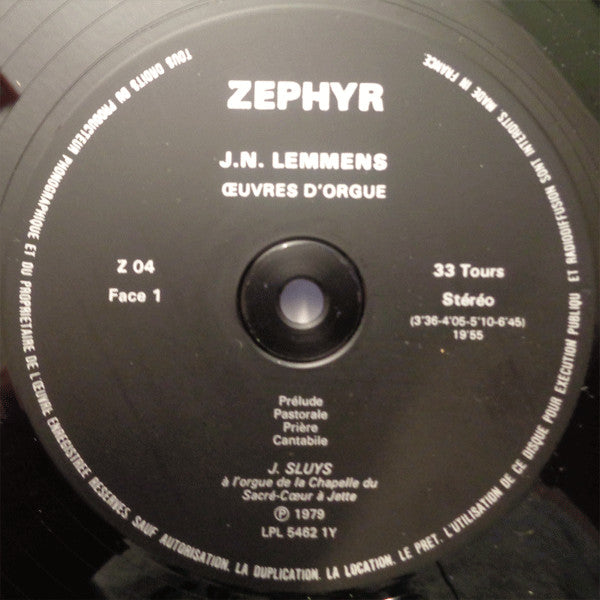 ZEPHYR
J.N. LEMMENS
ŒUVRES D'ORGUE
Z 04
Face 1
33 Tours
Stéréo
(3'36-4'05-5'10-6'45)
19'55
Prélude
Pastorale
Prière
Cantabile
J. SLUYS
à l'orgue de la Chapelle du
Sacré-Cœur à Jette
℗ 1979
LPL 5462 1Y
TOUS DROITS DU PRODUCTEUR PHONOGRAPHIQUE ET DU PROPRIETAIRE DE L'ŒUVRE ENREGISTREE RESERVES SAUF AUTORISATION. LA DUPLICATION. LA LOCATION. LE PRET. L'UTILISATION DE CE DISQUE POUR EXECUTION PUBLQU ET RADIODIFFUSION SONT INTERDITS. MADE IN FRANCE.